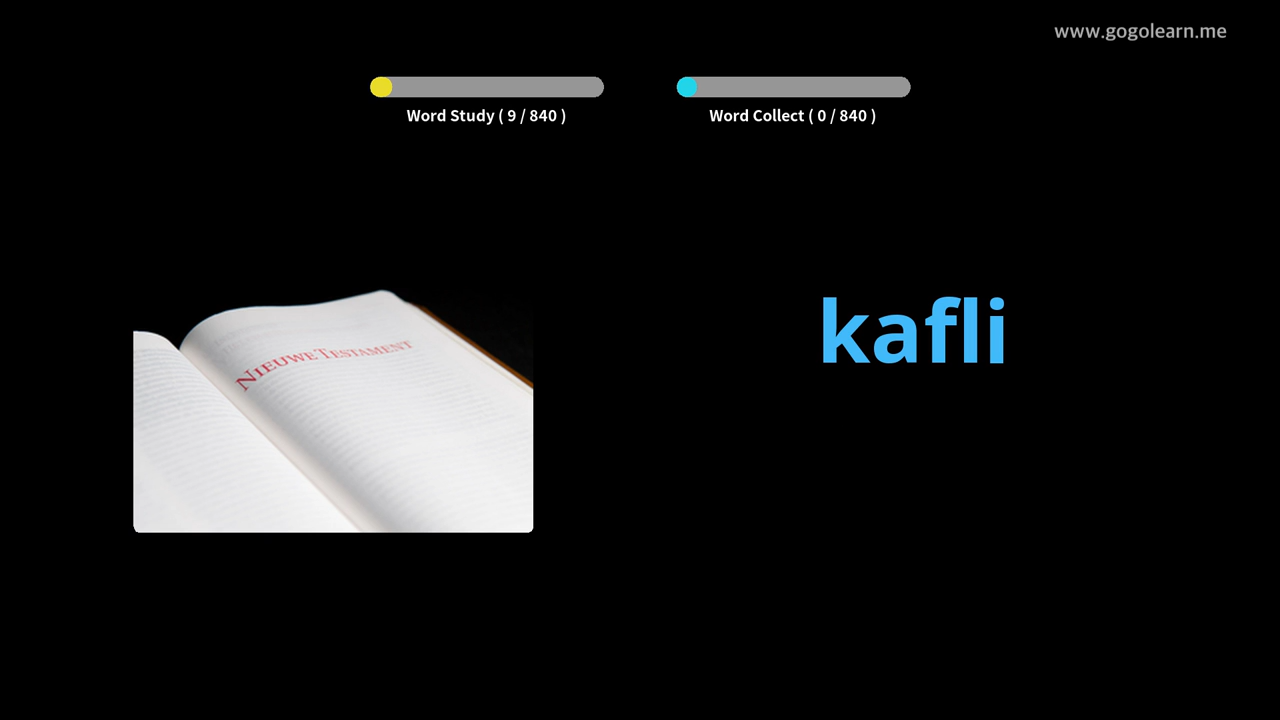 www.gogolearn.me
Word Study ( 9 / 840 )
Word Collect ( 0 / 840 )
kafli
NIEUWE TESTAMENT